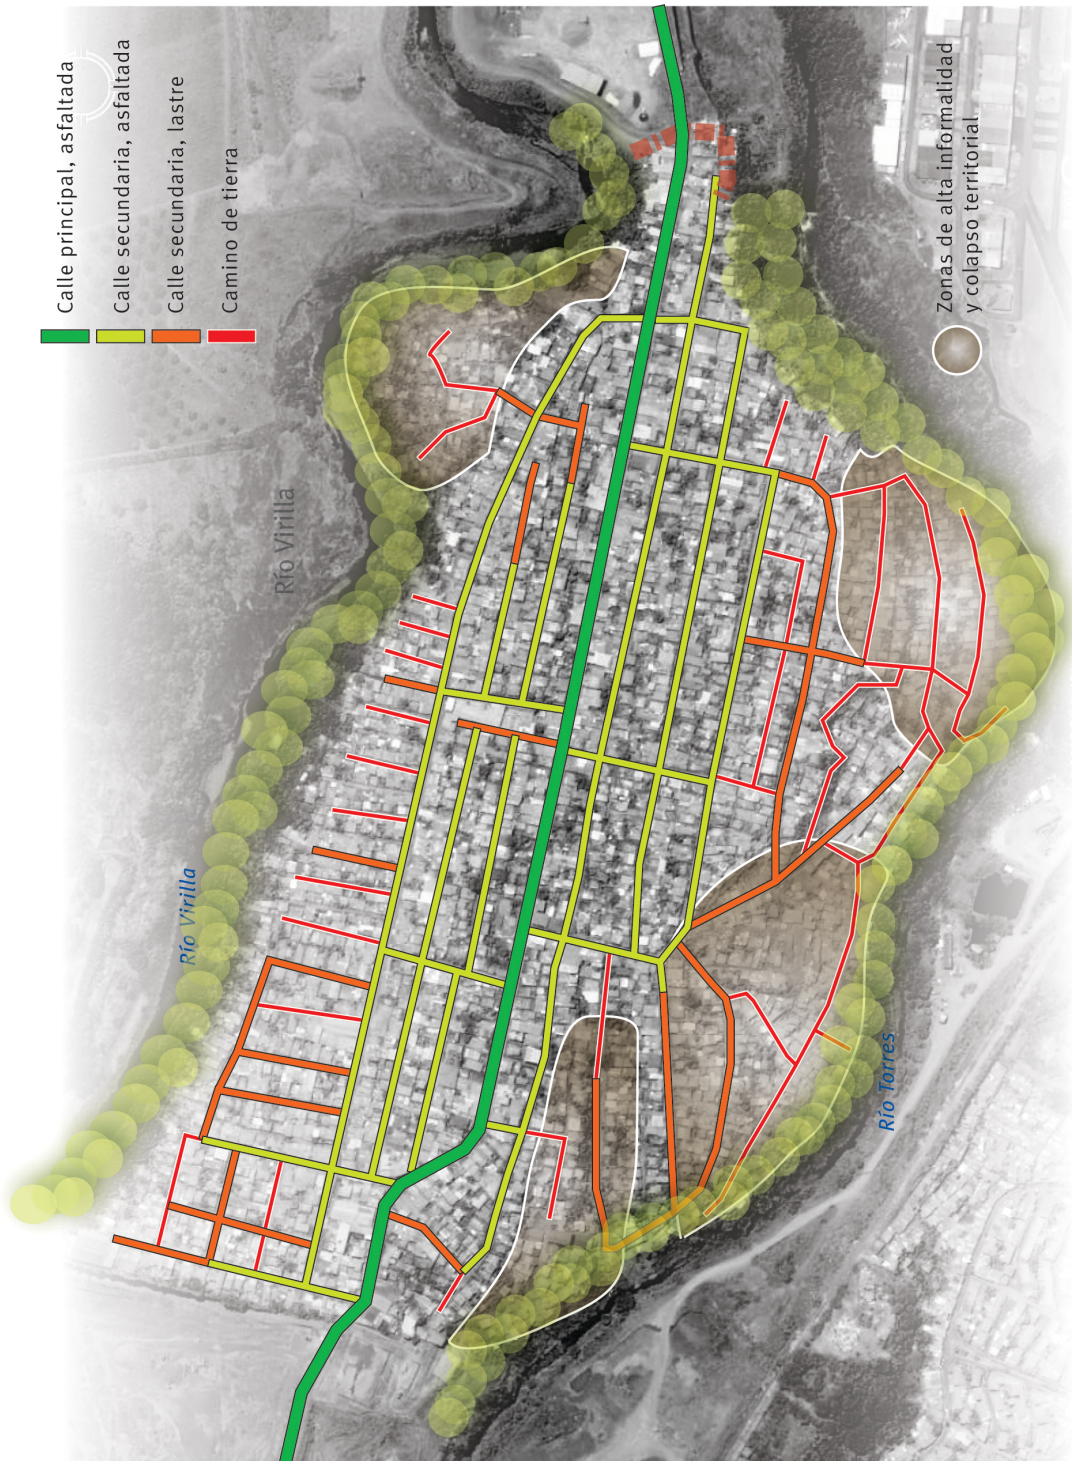 Calle principal, asfaltada
Calle secundaria, asfaltada
Calle secundaria, lastre
Camino de tierra
Zonas de alta informalidad
y colapso territorial
Río Virilla
Río Virilla
Río Torres